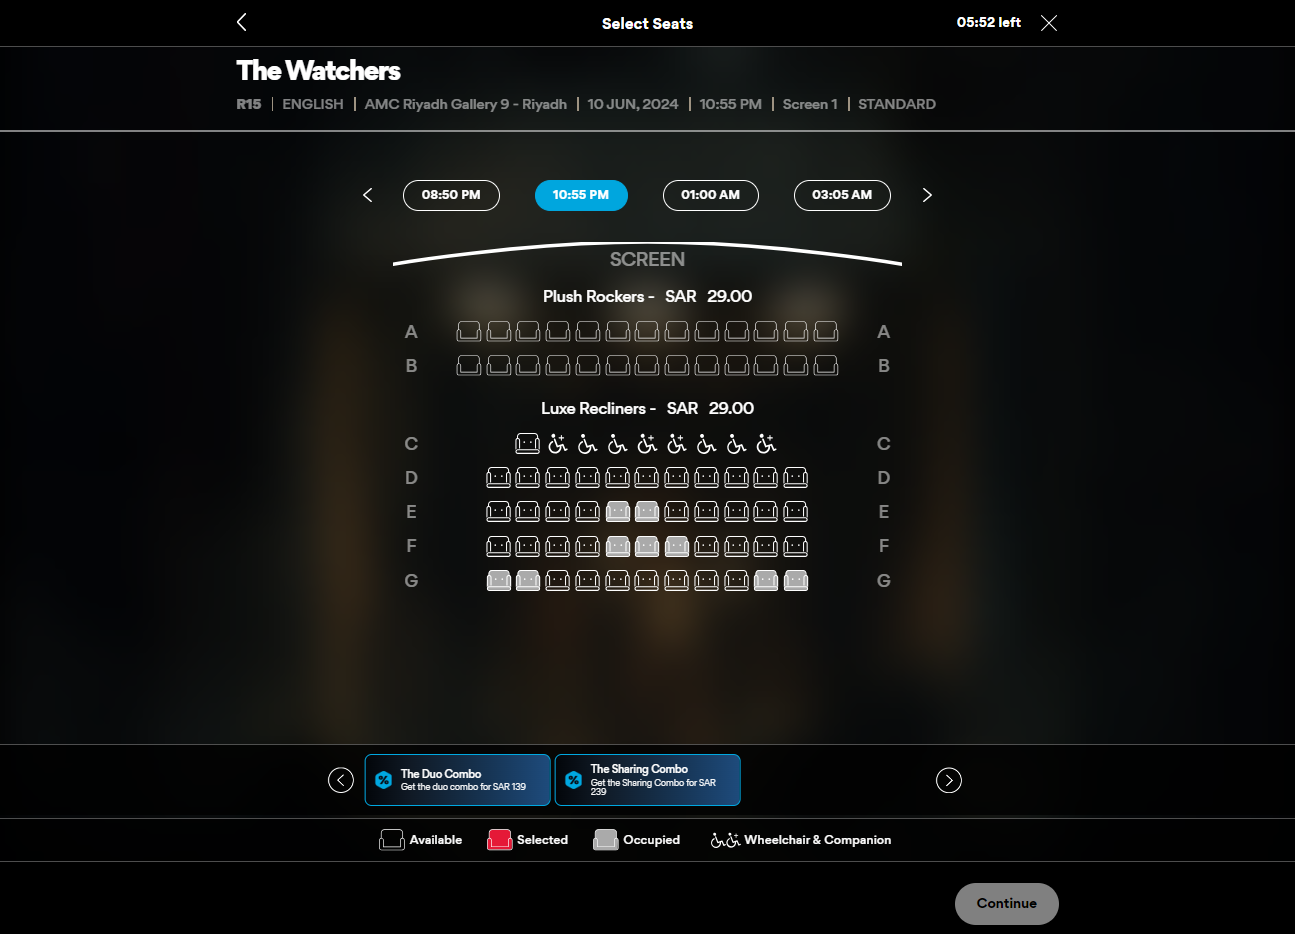 Select Seats
05:52 left
The Watchers
R15 | ENGLISH | AMC Riyadh Gallery 9 - Riyadh | 10 JUN, 2024 | 10:55 PM | Screen 1 | STANDARD
08:50 PM 10:55 PM 01:00 AM 03:05 AM
SCREEN
Plush Rockers - SAR 29.00
A A
B B
Luxe Recliners - SAR 29.00
C C
D D
E E
F F
G G
The Duo Combo
Get the duo combo for SAR 139
The Sharing Combo
Get the Sharing Combo for SAR
239
Available Selected Occupied Wheelchair & Companion
Continue